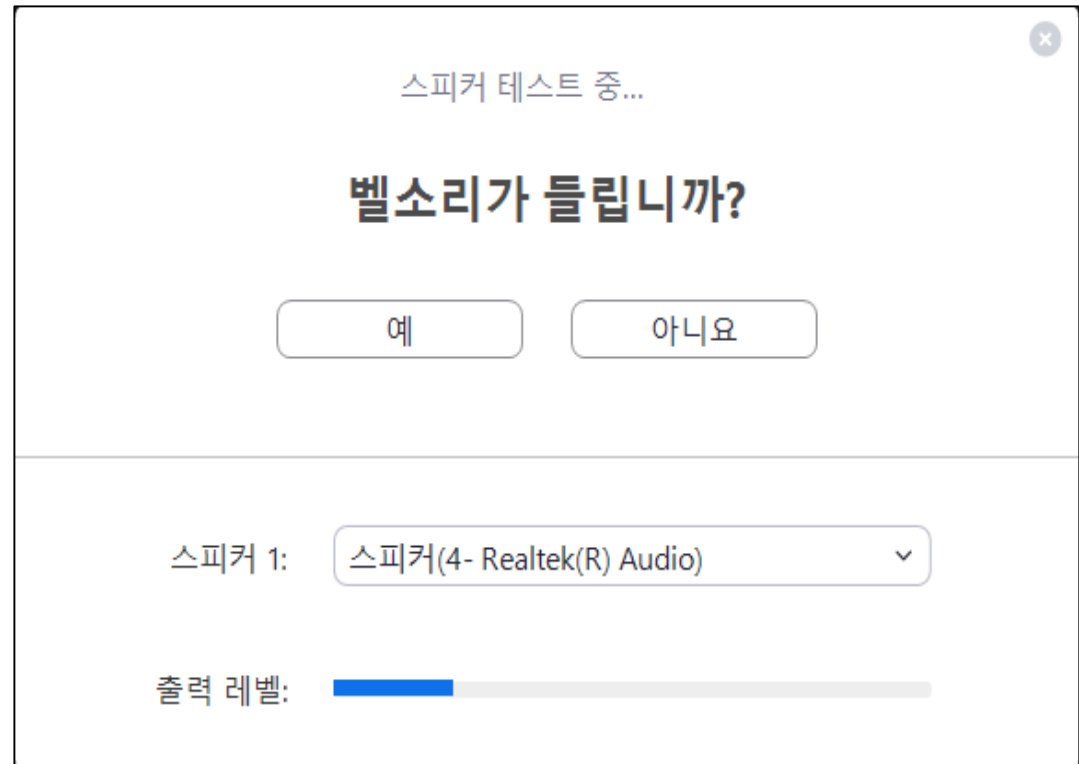 스피커 테스트 중...
벨소리가 들립니까?
예
아니요
스피커 1:
스피커(4- Realtek(R) Audio)
출력 레벨: